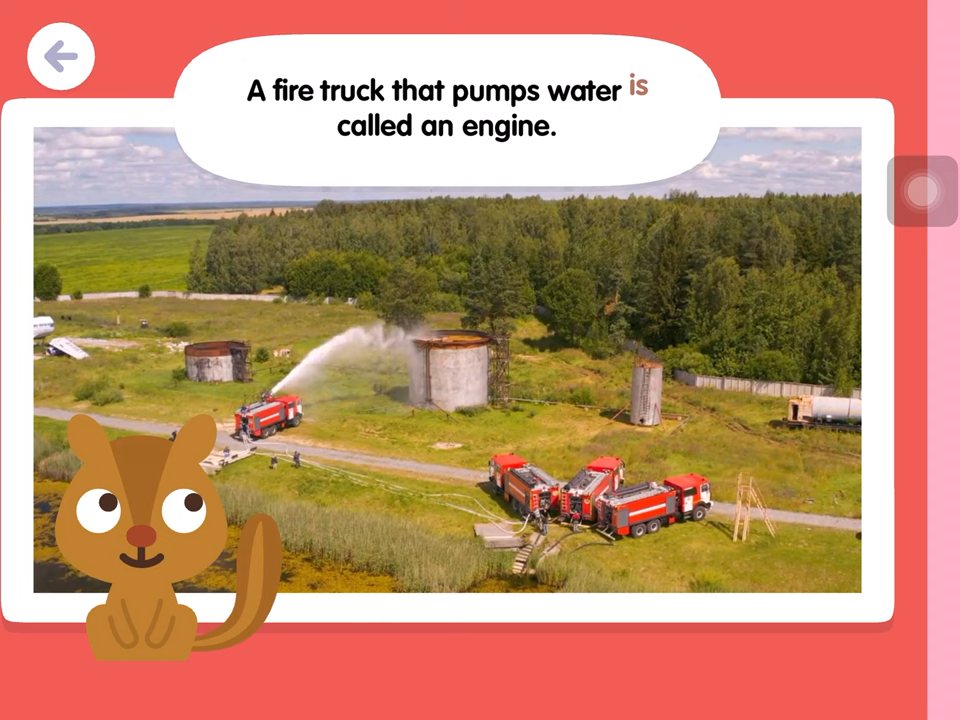 A fire truck that pumps water is
called an engine.